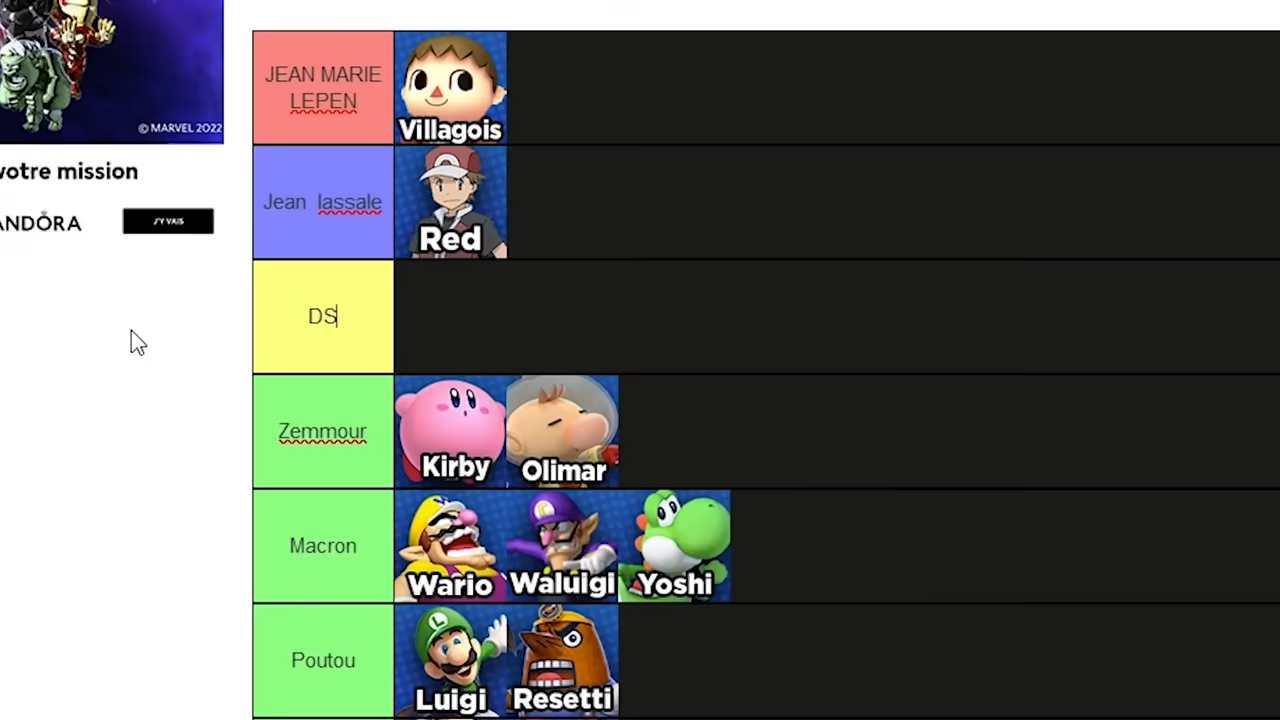 © MARVEL 2022
votre mission
ANDÓRA
J'Y VAIS
JEAN MARIE
LEPEN
Villagois
Jean lassale
Red
DS
Zemmour
Kirby
Olimar
Macron
Wario
Waluigi
Yoshi
Poutou
Luigi
Resetti